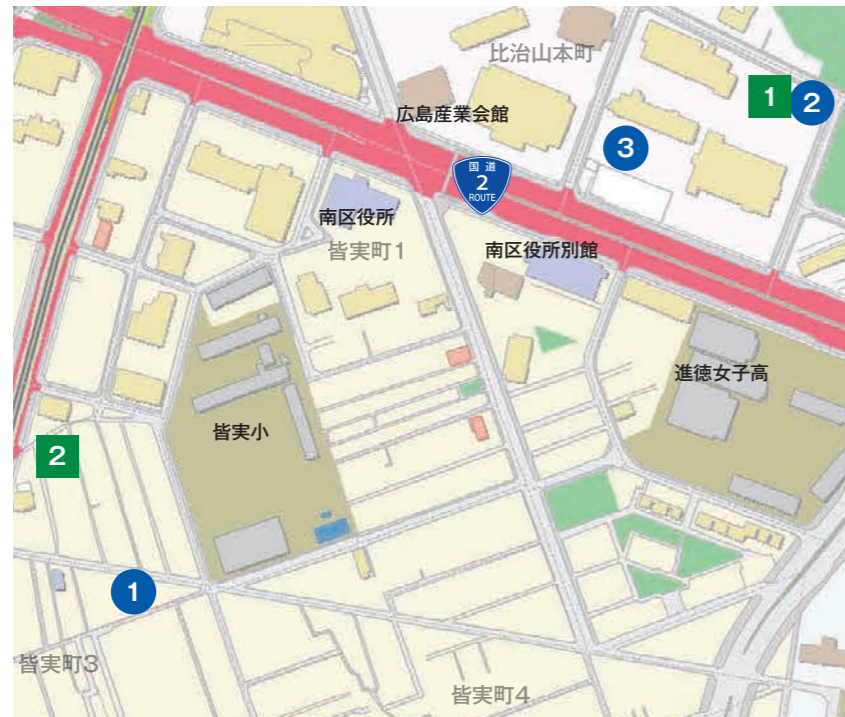 比治山本町
1
2
広島産業会館
3
国道
2
ROUTE
南区役所
皆実町1
南区役所別館
進徳女子高
皆実小
2
1
皆実町3
皆実町4